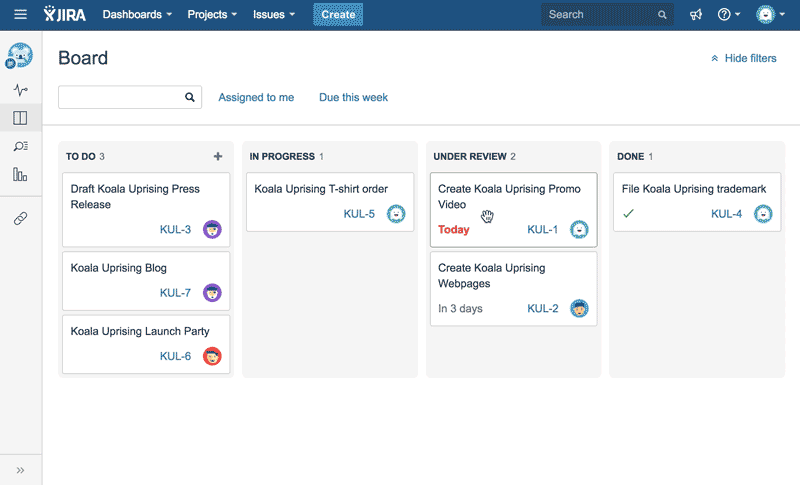 JIRA Dashboards Projects Issues Create Search
Board
Hide filters
Assigned to me Due this week
TO DO 3
Draft Koala Uprising Press
Release
KUL-3
Koala Uprising Blog
KUL-7
Koala Uprising Launch Party
KUL-6
IN PROGRESS 1
Koala Uprising T-shirt order
KUL-5
UNDER REVIEW 2
Create Koala Uprising Promo
Video
Today KUL-1
Create Koala Uprising
Webpages
In 3 days KUL-2
DONE 1
File Koala Uprising trademark
KUL-4